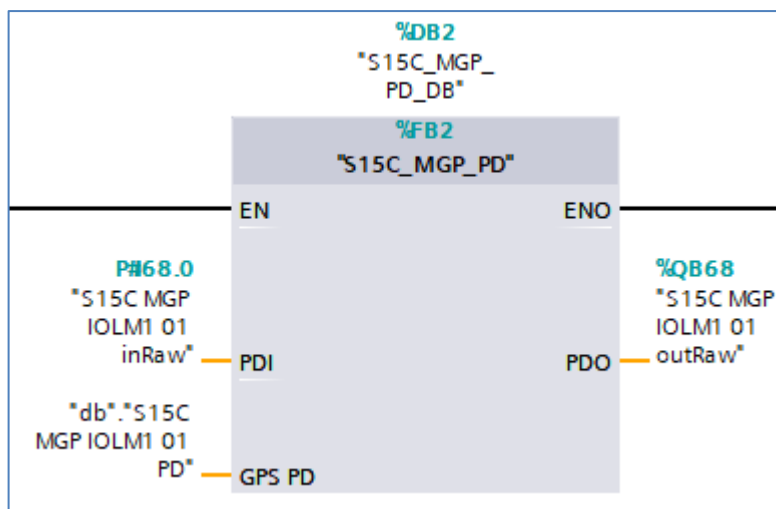 %DB2
"S15C_MGP_
PD_DB"
%FB2
"S15C_MGP_PD"
EN
ENO
P#I68.0
"S15C MGP
IOLM1 01
inRaw"
PDI
%QB68
"S15C MGP
IOLM1 01
outRaw"
PDO
"db"."S15C
MGP IOLM1 01
PD"
GPS PD